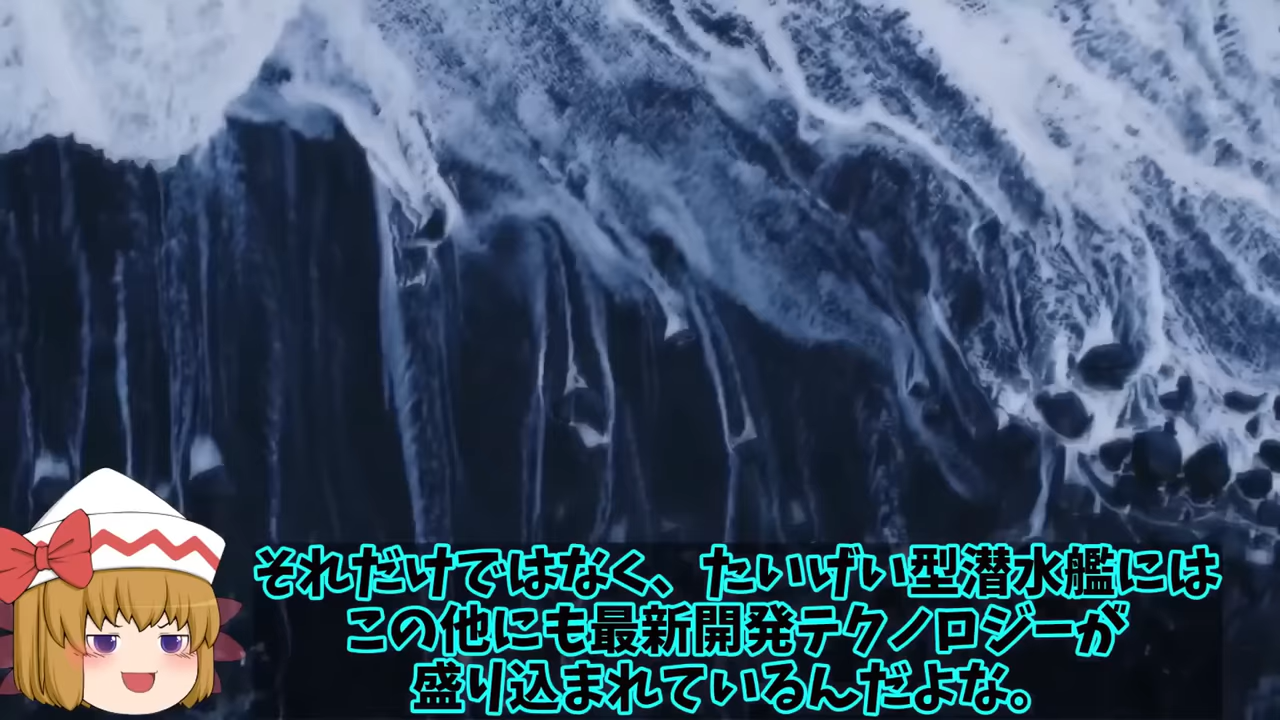 それだけではなく、たいげい型潜水艦には
この他にも最新開発テクノロジーが
盛り込まれているんだよな。